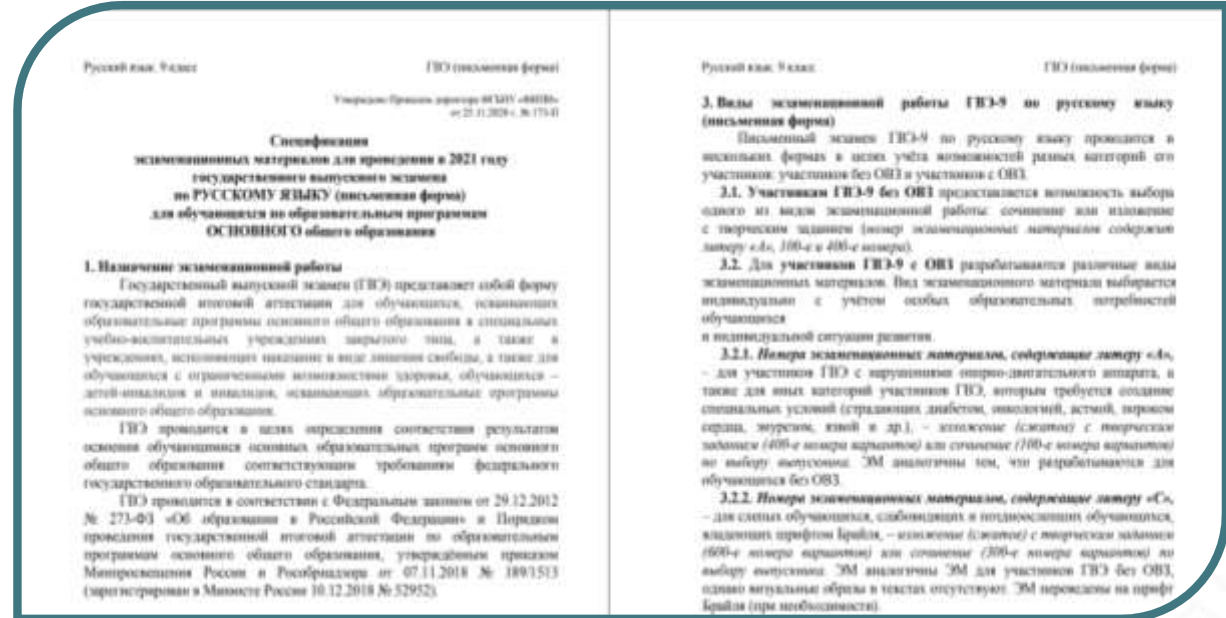 Русский язык. 9 класс ГВЭ (письменная форма)
Утверждено Приказом директора ФГБНУ «ФИПИ»
от 25.11.2020 г. № 173-П
Спецификация
экзаменационных материалов для проведения в 2021 году
государственного выпускного экзамена
по РУССКОМУ ЯЗЫКУ (письменная форма)
для обучающихся по образовательным программам
ОСНОВНОГО общего образования
1. Назначение экзаменационной работы
Государственный выпускной экзамен (ГВЭ) представляет собой форму
государственной итоговой аттестации для обучающихся, осваивающих
образовательные программы основного общего образования в специальных
учебно-воспитательных учреждениях закрытого типа, а также в
учреждениях, исполняющих наказание в виде лишения свободы, а также для
обучающихся с ограниченными возможностями здоровья, обучающихся –
детей-инвалидов и инвалидов, осваивающих образовательные программы
основного общего образования.
ГВЭ проводится в целях определения соответствия результатов
освоения обучающимися основных образовательных программ основного
общего образования соответствующим требованиям федерального
государственного образовательного стандарта.
ГВЭ проводится в соответствии с Федеральным законом от 29.12.2012
№ 273-ФЗ «Об образовании в Российской Федерации» и Порядком
проведения государственной итоговой аттестации по образовательным
программам основного общего образования, утверждённым приказом
Минпросвещения России и Рособрнадзора от 07.11.2018 № 189/1513
(зарегистрирован в Минюсте России 10.12.2018 № 52952).
Русский язык. 9 класс ГВЭ (письменная форма)
3. Виды экзаменационной работы ГВЭ-9 по русскому языку
(письменная форма)
Письменный экзамен ГВЭ-9 по русскому языку проводится в
нескольких формах в целях учёта возможностей разных категорий его
участников: участников без ОВЗ и участников с ОВЗ.
3.1. Участникам ГВЭ-9 без ОВЗ предоставляется возможность выбора
одного из видов экзаменационной работы: сочинение или изложение
с творческим заданием (номер экзаменационных материалов содержит
литеру «А», 100-е и 400-е номера).
3.2. Для участников ГВЭ-9 с ОВЗ разрабатываются различные виды
экзаменационных материалов. Вид экзаменационного материала выбирается
индивидуально с учётом особых образовательных потребностей
обучающихся
и индивидуальной ситуации развития.
3.2.1. Номера экзаменационных материалов, содержащие литеру «А»,
– для участников ГВЭ с нарушениями опорно-двигательного аппарата, а
также для иных категорий участников ГВЭ, которым требуется создание
специальных условий (страдающих диабетом, онкологией, астмой, пороком
сердца, энурезом, язвой и др.), – изложение (сжатое) с творческим
заданием (400-е номера вариантов) или сочинение (100-е номера вариантов)
по выбору выпускника. ЭМ аналогичны тем, что разрабатываются для
обучающихся без ОВЗ.
3.2.2. Номера экзаменационных материалов, содержащие литеру «С»,
– для слепых обучающихся, слабовидящих и поздноослепших обучающихся,
владеющих шрифтом Брайля, – изложение (сжатое) с творческим заданием
(600-е номера вариантов) или сочинение (300-е номера вариантов) по
выбору выпускника. ЭМ аналогичны ЭМ для участников ГВЭ без ОВЗ,
однако визуальные образы в текстах отсутствуют. ЭМ переведены на шрифт
Брайля (при необходимости).